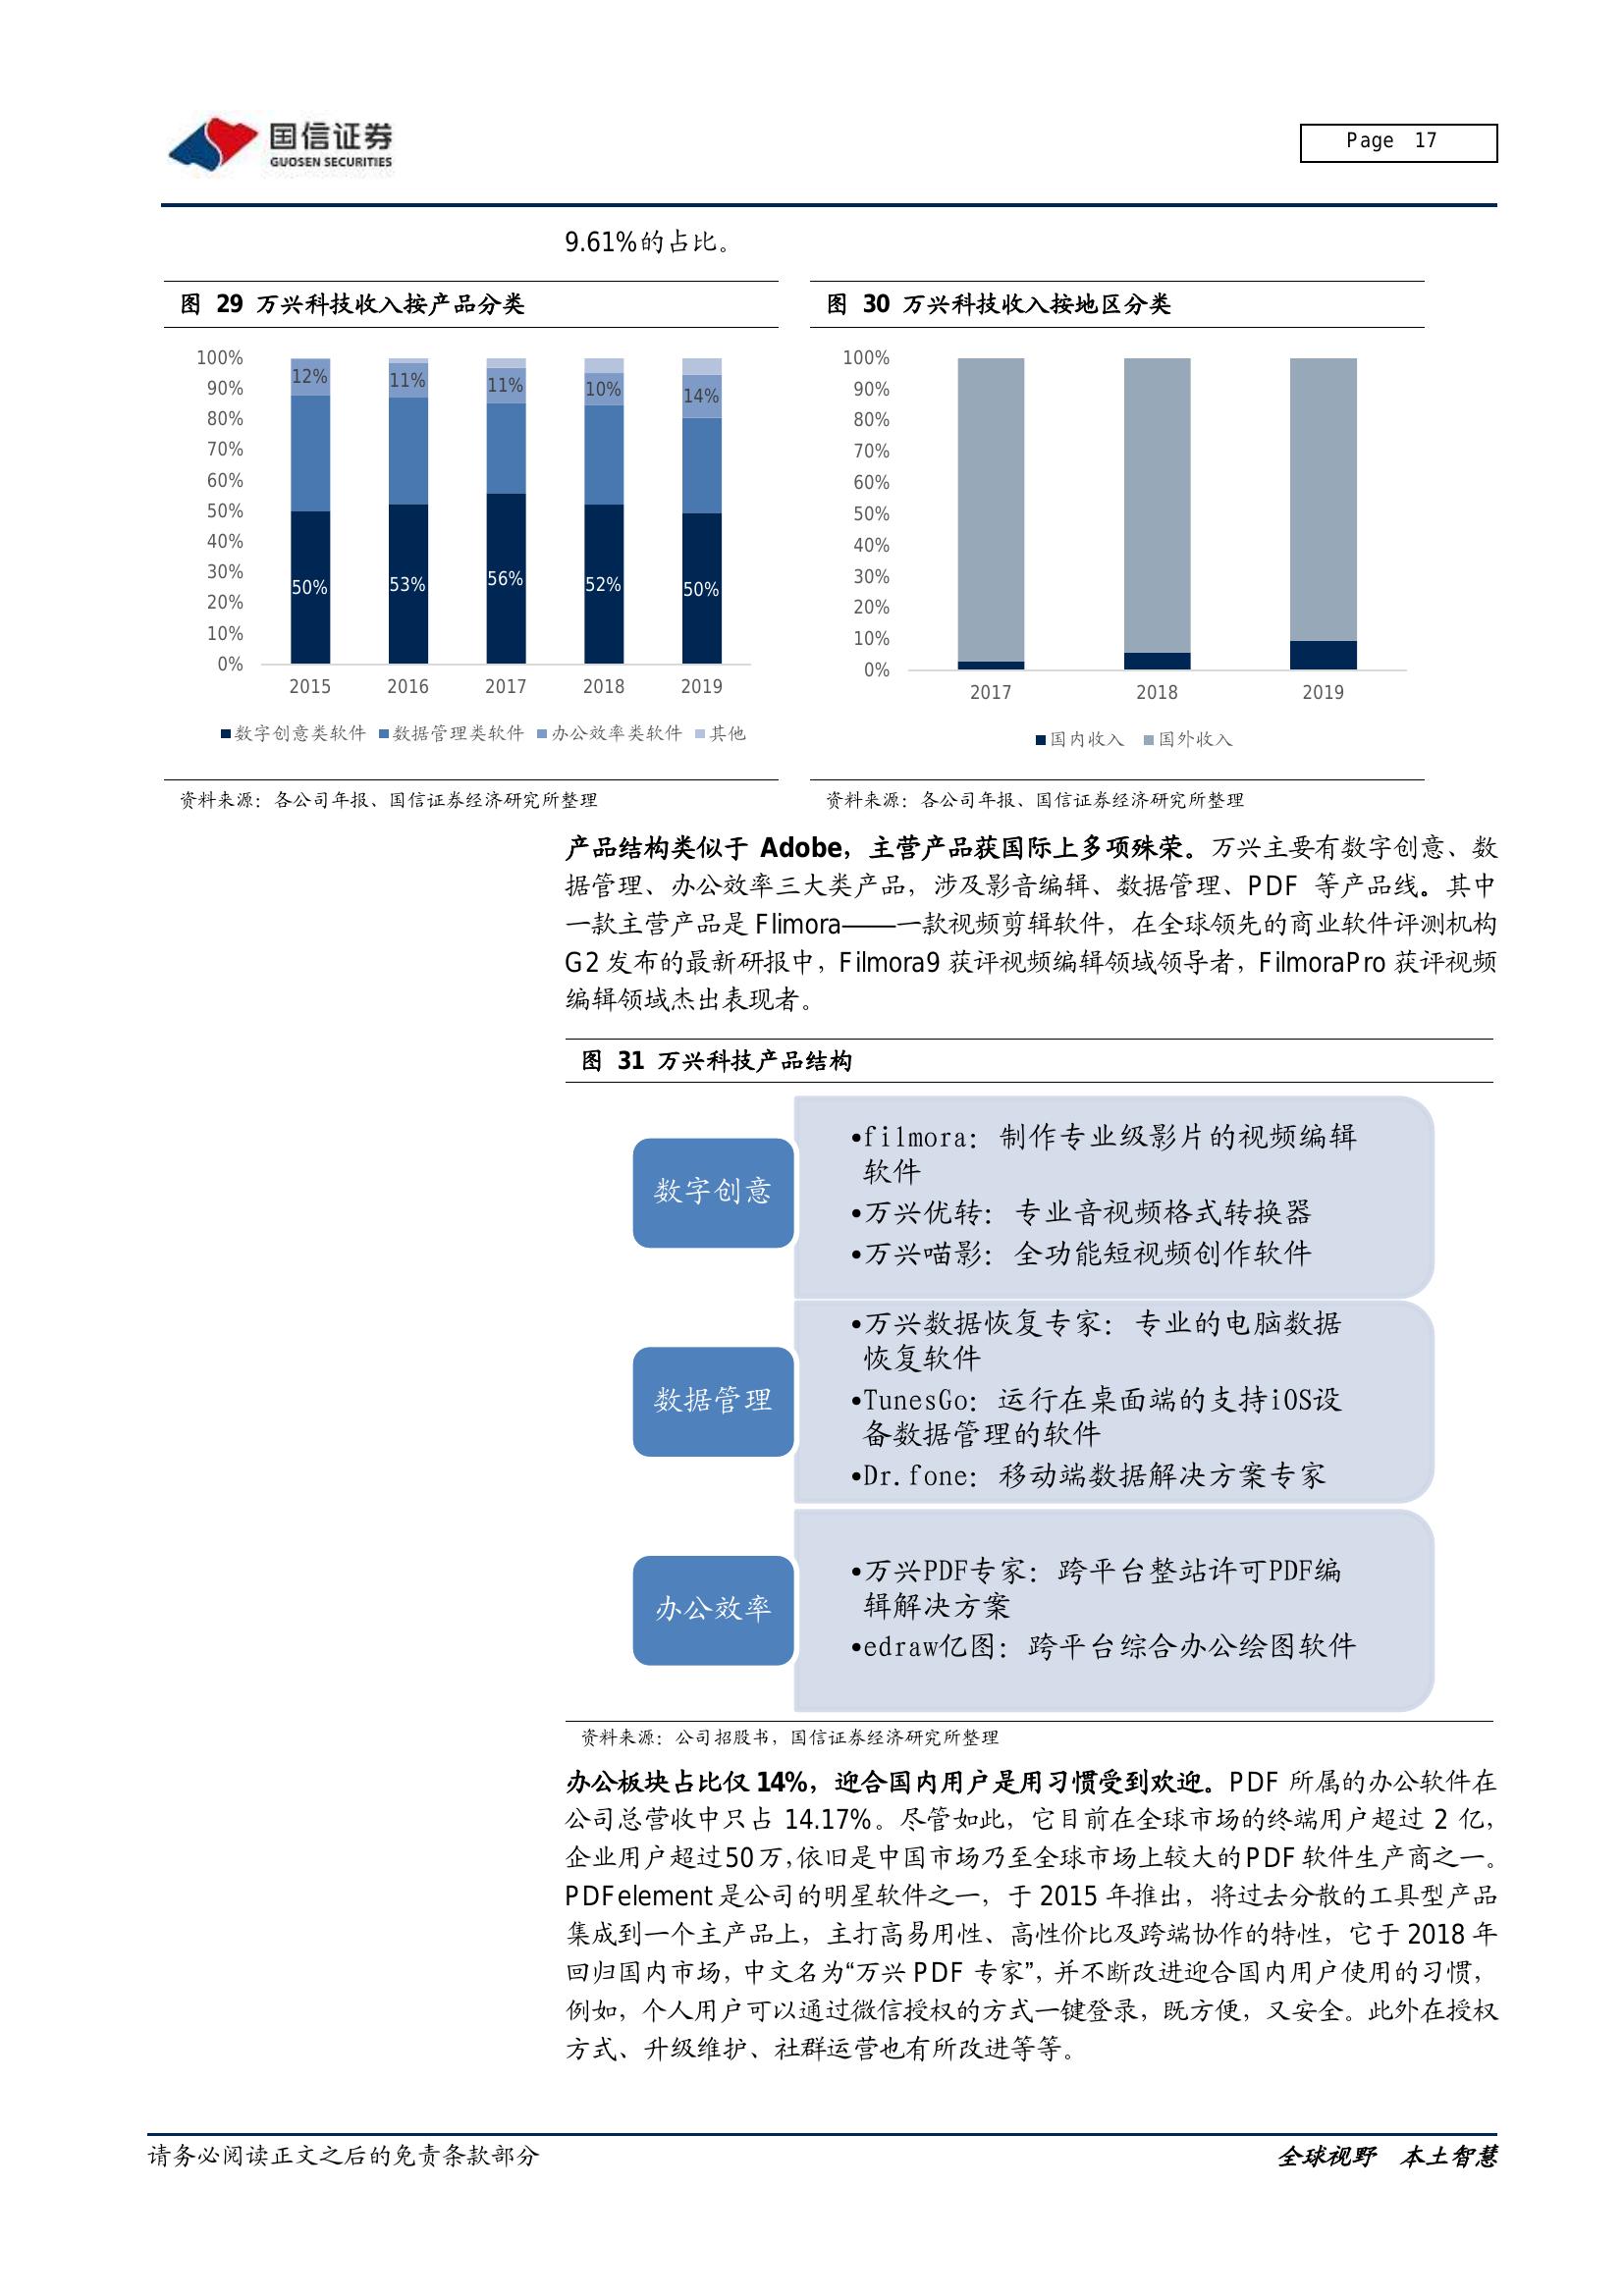 国信证券
GUOSEN SECURITIES
Page 17
9.61%的占比。
图 29 万兴科技收入按产品分类
100%
90%
80%
70%
60%
50%
40%
30%
20%
10%
0%
12%
11%
11%
10%
14%
50%
53%
56%
52%
50%
2015
2016
2017
2018
2019
数字创意类软件 数据管理类软件 办公效率类软件 其他
资料来源：各公司年报、国信证券经济研究所整理
图 30 万兴科技收入按地区分类
100%
90%
80%
70%
60%
50%
40%
30%
20%
10%
0%
2017
2018
2019
国内收入 国外收入
资料来源：各公司年报、国信证券经济研究所整理
产品结构类似于 Adobe，主营产品获国际上多项殊荣。万兴主要有数字创意、数
据管理、办公效率三大类产品，涉及影音编辑、数据管理、PDF 等产品线。其中
一款主营产品是 Flimora——一款视频剪辑软件，在全球领先的商业软件评测机构
G2 发布的最新研报中，Filmora9 获评视频编辑领域领导者，FilmoraPro 获评视频
编辑领域杰出表现者。
图 31 万兴科技产品结构
数字创意
•filmora：制作专业级影片的视频编辑
软件
•万兴优转：专业音视频格式转换器
•万兴喵影：全功能短视频创作软件
数据管理
•万兴数据恢复专家：专业的电脑数据
恢复软件
•TunesGo：运行在桌面端的支持iOS设
备数据管理的软件
•Dr.fone：移动端数据解决方案专家
办公效率
•万兴PDF专家：跨平台整站许可PDF编
辑解决方案
•edraw亿图：跨平台综合办公绘图软件
资料来源：公司招股书，国信证券经济研究所整理
办公板块占比仅 14%，迎合国内用户是用习惯受到欢迎。PDF 所属的办公软件在
公司总营收中只占 14.17%。尽管如此，它目前在全球市场的终端用户超过 2 亿，
企业用户超过 50 万，依旧是中国市场乃至全球市场上较大的 PDF 软件生产商之一。
PDFelement 是公司的明星软件之一，于 2015 年推出，将过去分散的工具型产品
集成到一个主产品上，主打高易用性、高性价比及跨端协作的特性，它于 2018 年
回归国内市场，中文名为“万兴 PDF 专家”，并不断改进迎合国内用户使用的习惯，
例如，个人用户可以通过微信授权的方式一键登录，既方便，又安全。此外在授权
方式、升级维护、社群运营也有所改进等等。
请务必阅读正文之后的免责条款部分
全球视野 本土智慧